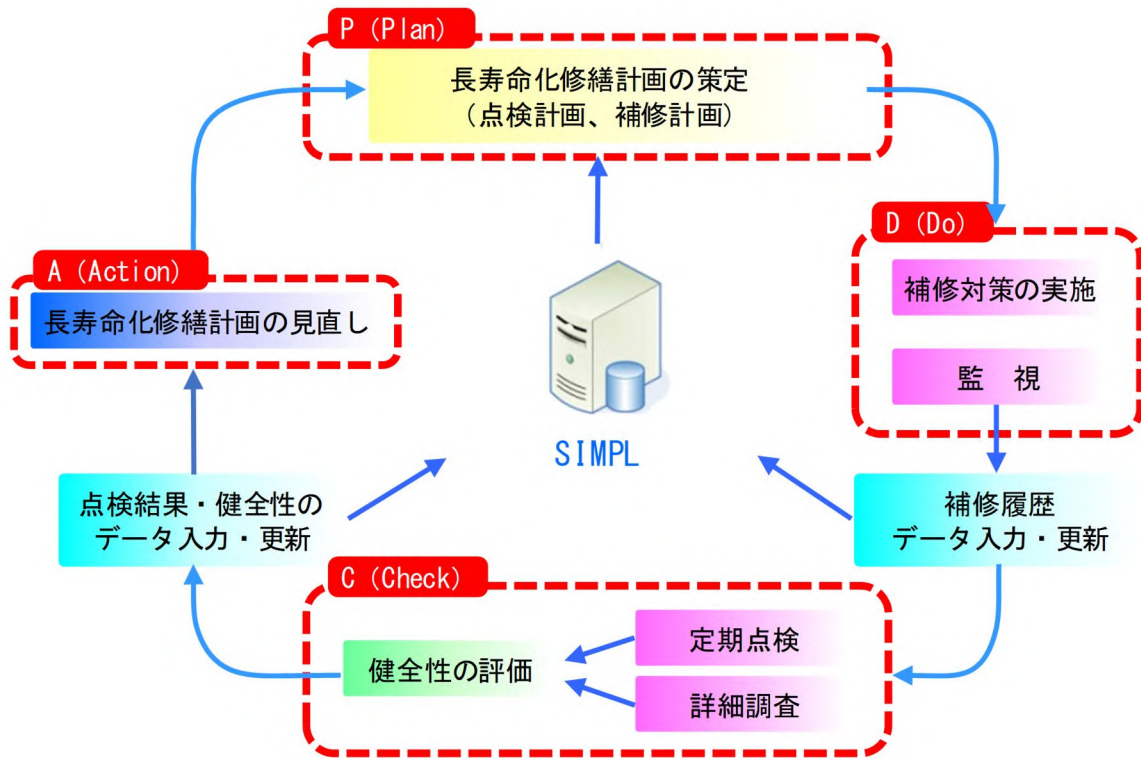 P (Plan)
長寿命化修繕計画の策定
(点検計画、補修計画)
D (Do)
補修対策の実施
監　視
A (Action)
長寿命化修繕計画の見直し
SIMPL
点検結果・健全性の
データ入力・更新
補修履歴
データ入力・更新
C (Check)
定期点検
健全性の評価
詳細調査